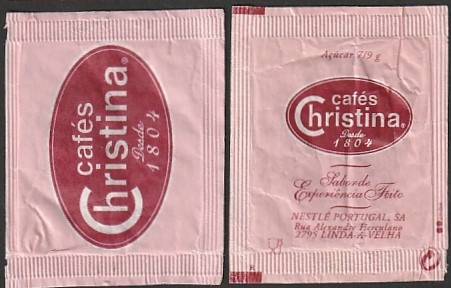 cafés
Christina®
Desde
1804
Açúcar 7/9 g
cafés
Christina®
Desde
1804
Sabor de
Experiência Feito
NESTLÉ PORTUGAL, SA
Rua Alexandre Herculano
2795 LINDA-A-VELHA